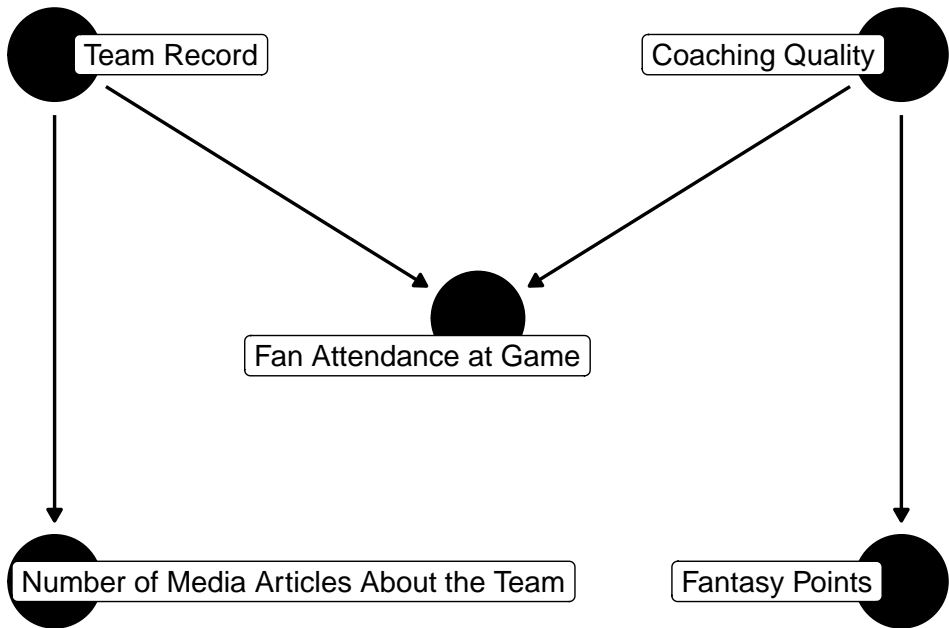 Team Record
Coaching Quality
Fan Attendance at Game
Number of Media Articles About the Team
Fantasy Points